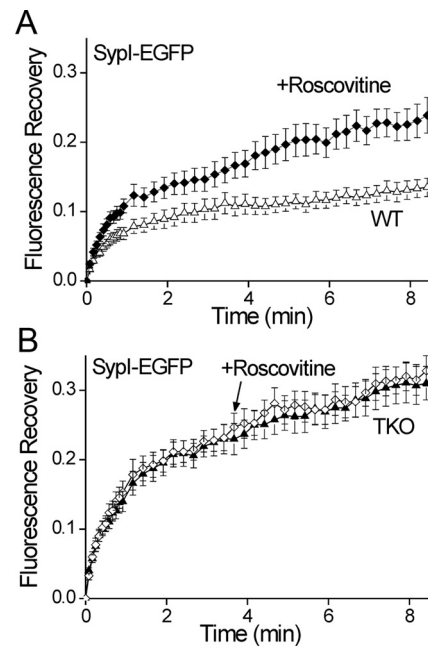 A
SypI-EGFP
+Roscovitine
WT
Fluorescence Recovery
0.3
0.2
0.1
0.0
0 2 4 6 8
Time (min)
B
SypI-EGFP
+Roscovitine
TKO
Fluorescence Recovery
0.3
0.2
0.1
0.0
0 2 4 6 8
Time (min)